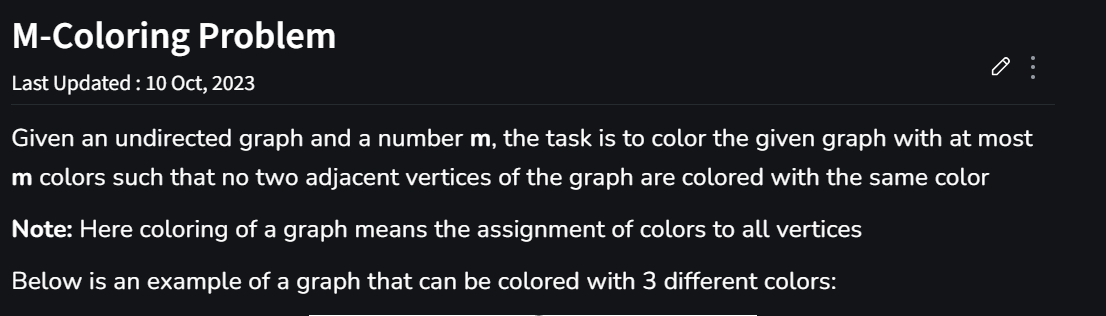 M-Coloring Problem
Last Updated : 10 Oct, 2023
Given an undirected graph and a number m, the task is to color the given graph with at most
m colors such that no two adjacent vertices of the graph are colored with the same color
Note: Here coloring of a graph means the assignment of colors to all vertices
Below is an example of a graph that can be colored with 3 different colors: